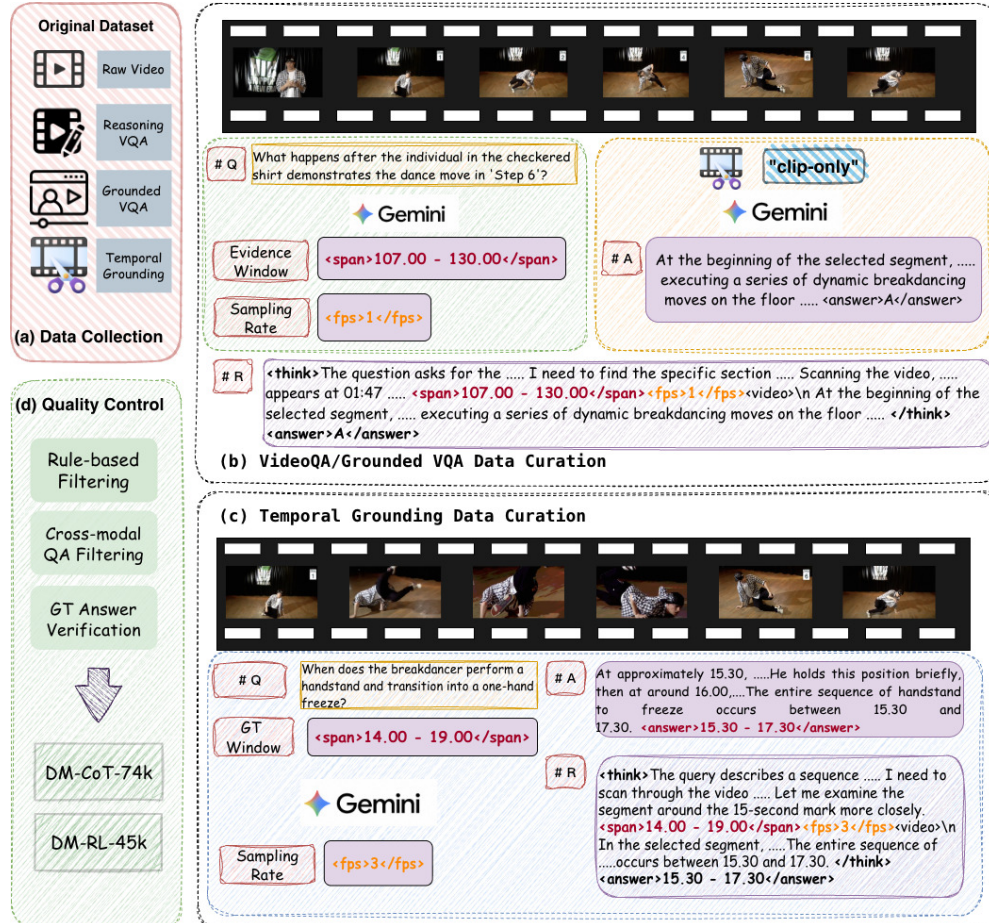 Original Dataset
Raw Video
Reasoning
VQA
Grounded
VQA
Temporal
Grounding
(a) Data Collection
# Q
What happens after the individual in the checkered
shirt demonstrates the dance move in 'Step 6'?
Gemini
Evidence
Window
<span>107.00 - 130.00</span>
Sampling
Rate
<fps>1</fps>
"clip-only"
Gemini
# A
At the beginning of the selected segment, .....
executing a series of dynamic breakdancing
moves on the floor ..... <answer>A</answer>
# R
<think>The question asks for the ..... I need to find the specific section ..... Scanning the video, .....
appears at 01:47 ..... <span>107.00 - 130.00</span><fps>1</fps><video>\n At the beginning of the
selected segment, ..... executing a series of dynamic breakdancing moves on the floor ..... </think>
<answer>A</answer>
(b) VideoQA/Grounded VQA Data Curation
(c) Temporal Grounding Data Curation
# Q
When does the breakdancer perform a
handstand and transition into a one-hand
freeze?
GT
Window
<span>14.00 - 19.00</span>
Gemini
Sampling
Rate
<fps>3</fps>
# A
At approximately 15.30, .....He holds this position briefly,
then at around 16.00,....The entire sequence of handstand
to freeze occurs between 15.30 and
17.30. <answer>15.30 - 17.30</answer>
# R
<think>The query describes a sequence ..... I need to
scan through the video ..... Let me examine the
segment around the 15-second mark more closely.
<span>14.00 - 19.00</span><fps>3</fps><video>\n
In the selected segment, .....The entire sequence of
.....occurs between 15.30 and 17.30. </think>
<answer>15.30 - 17.30</answer>
(d) Quality Control
Rule-based
Filtering
Cross-modal
QA Filtering
GT Answer
Verification
DM-CoT-74k
DM-RL-45k